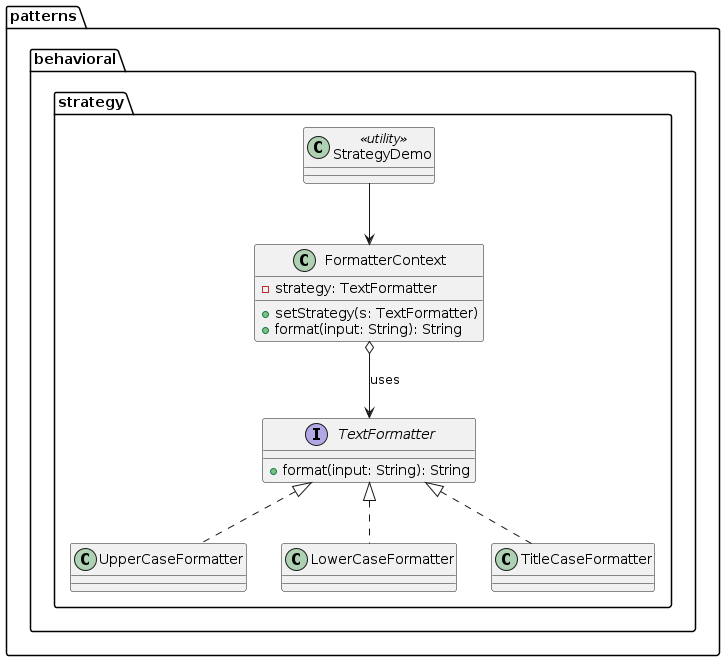 patterns
behavioral
strategy
C
«utility»
StrategyDemo
C
FormatterContext
strategy: TextFormatter
setStrategy(s: TextFormatter)
format(input: String): String
uses
I
TextFormatter
format(input: String): String
C UpperCaseFormatter
C LowerCaseFormatter
C TitleCaseFormatter